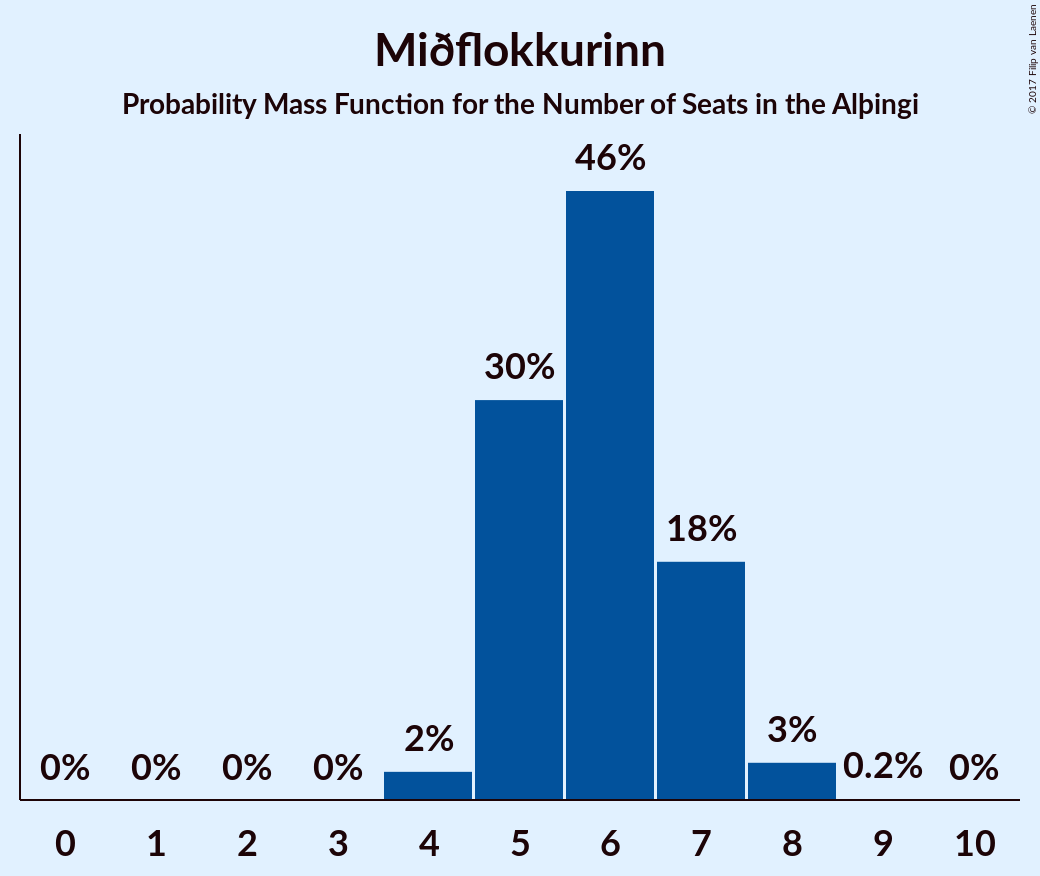 Miðflokkurinn
Probability Mass Function for the Number of Seats in the Alþingi
© 2017 Filip van Laenen
46%
30%
18%
2%
3%
0% 0% 0% 0% 0.2% 0%
0 1 2 3 4 5 6 7 8 9 10